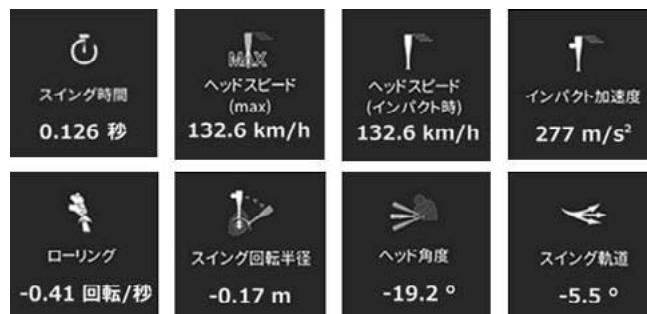 スイング時間
0.126 秒
MAX
ヘッドスピード
(max)
132.6 km/h
ヘッドスピード
(インパクト時)
132.6 km/h
インパクト加速度
277 m/s²
ローリング
-0.41 回転/秒
スイング回転半径
-0.17 m
ヘッド角度
-19.2 °
スイング軌道
-5.5 °